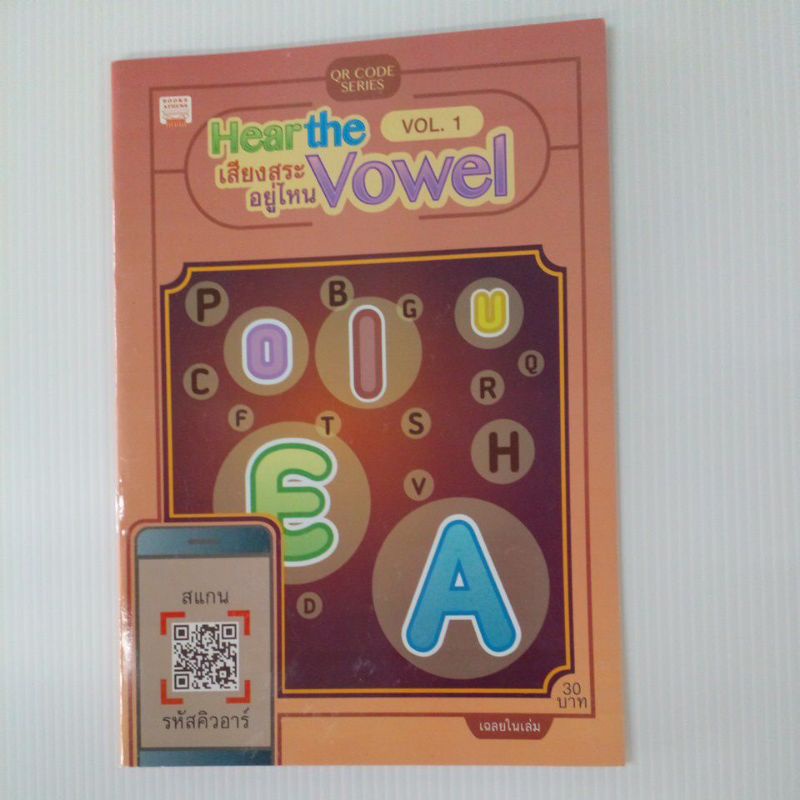 QR CODE
SERIES
BOOKS
ATHENS
Hear the
VOL. 1
เสียงสระ
อยู่ไหน
Vowel
P
B
G
U
O
I
Q
C
R
F
T
S
H
E
V
A
D
สแกน
รหัสคิวอาร์
30
บาท
เฉลยในเล่ม